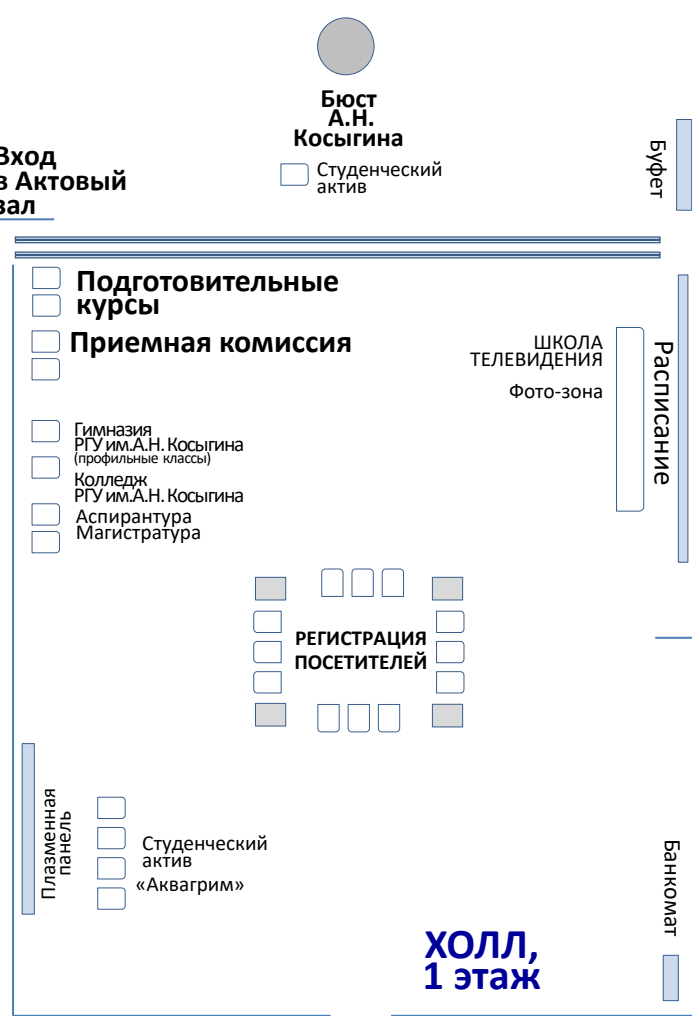 Бюст
А.Н.
Косыгина
Студенческий
актив
Буфет
Вход
в Актовый
зал
Подготовительные
курсы
Приемная комиссия
ШКОЛА
ТЕЛЕВИДЕНИЯ
Фото-зона
Расписание
Гимназия
РГУ им.А.Н. Косыгина
(профильные классы)
Колледж
РГУ им.А.Н. Косыгина
Аспирантура
Магистратура
РЕГИСТРАЦИЯ
ПОСЕТИТЕЛЕЙ
Плазменная
панель
Студенческий
актив
«Аквагрим»
Банкомат
ХОЛЛ,
1 этаж